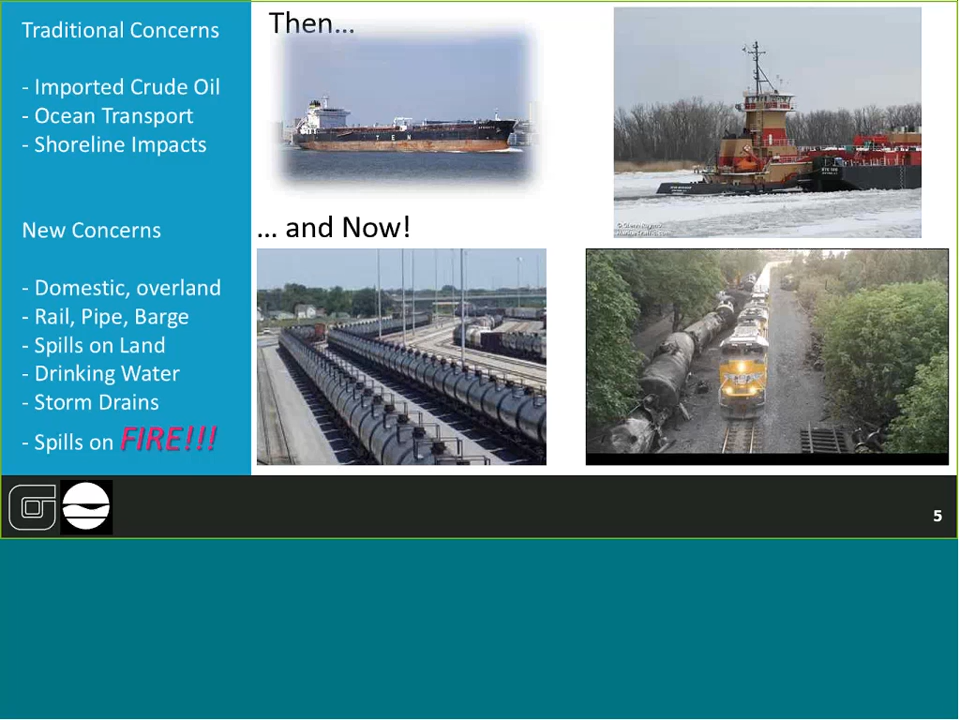 Traditional Concerns
- Imported Crude Oil
- Ocean Transport
- Shoreline Impacts
New Concerns
- Domestic, overland
- Rail, Pipe, Barge
- Spills on Land
- Drinking Water
- Storm Drains
- Spills on FIRE!!!
Then...
T E N
... and Now!
5